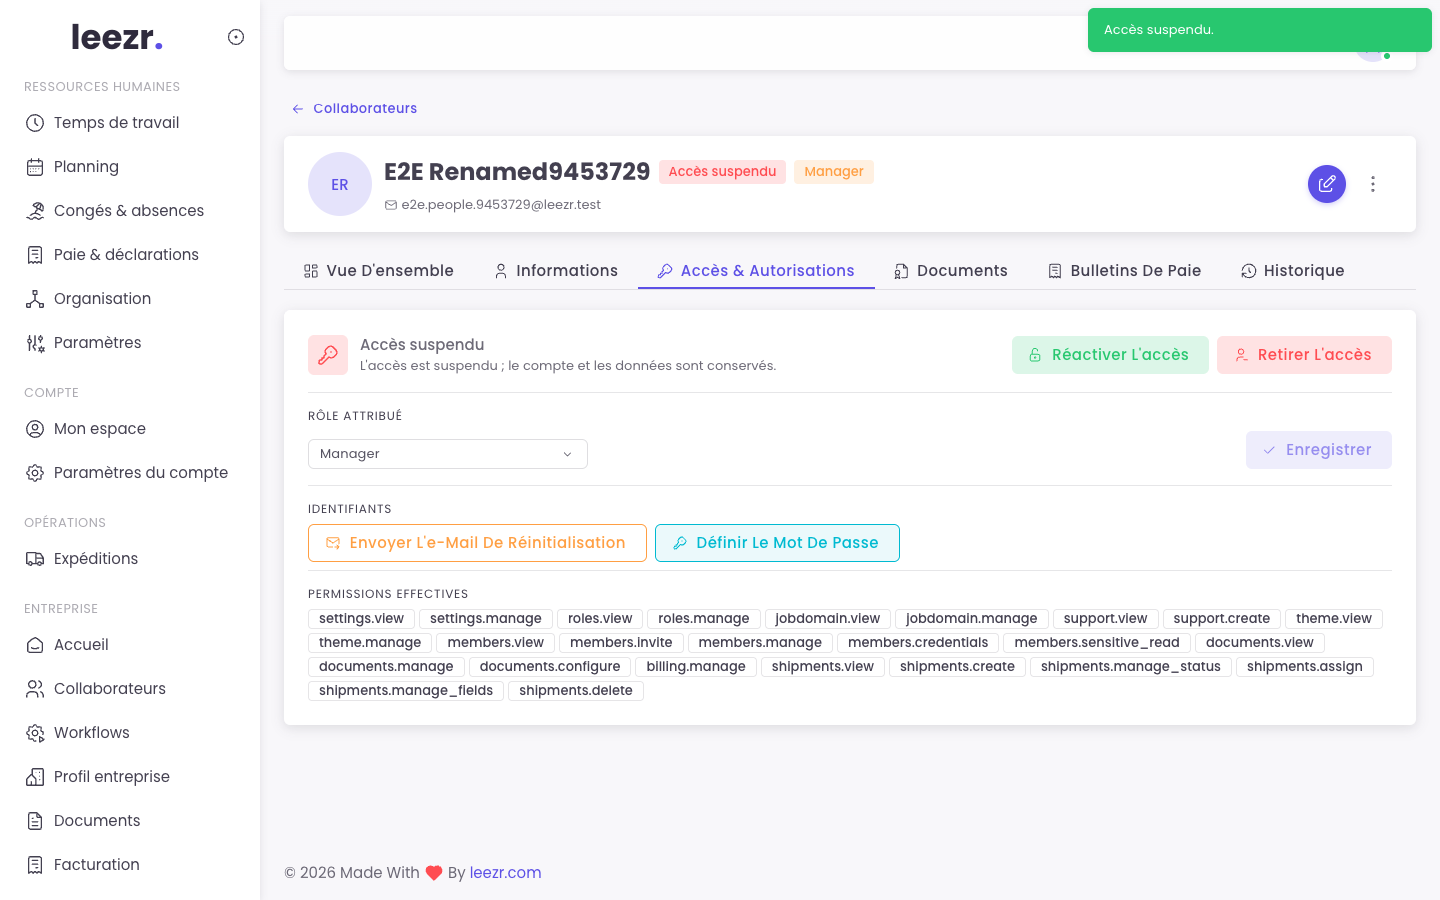 leezr.
Accès suspendu.
RESSOURCES HUMAINES
Temps de travail
Planning
Congés & absences
Paie & déclarations
Organisation
Paramètres
COMPTE
Mon espace
Paramètres du compte
OPÉRATIONS
Expéditions
ENTREPRISE
Accueil
Collaborateurs
Workflows
Profil entreprise
Documents
Facturation
Collaborateurs
ER
E2E Renamed9453729 Accès suspendu Manager
e2e.people.9453729@leezr.test
Vue D'ensemble Informations Accès & Autorisations Documents Bulletins De Paie Historique
Accès suspendu
L'accès est suspendu ; le compte et les données sont conservés.
Réactiver L'accès Retirer L'accès
RÔLE ATTRIBUÉ
Manager
Enregistrer
IDENTIFIANTS
Envoyer L'e-Mail De Réinitialisation Définir Le Mot De Passe
PERMISSIONS EFFECTIVES
settings.view settings.manage roles.view roles.manage jobdomain.view jobdomain.manage support.view support.create theme.view
theme.manage members.view members.invite members.manage members.credentials members.sensitive_read documents.view
documents.manage documents.configure billing.manage shipments.view shipments.create shipments.manage_status shipments.assign
shipments.manage_fields shipments.delete
© 2026 Made With By leezr.com